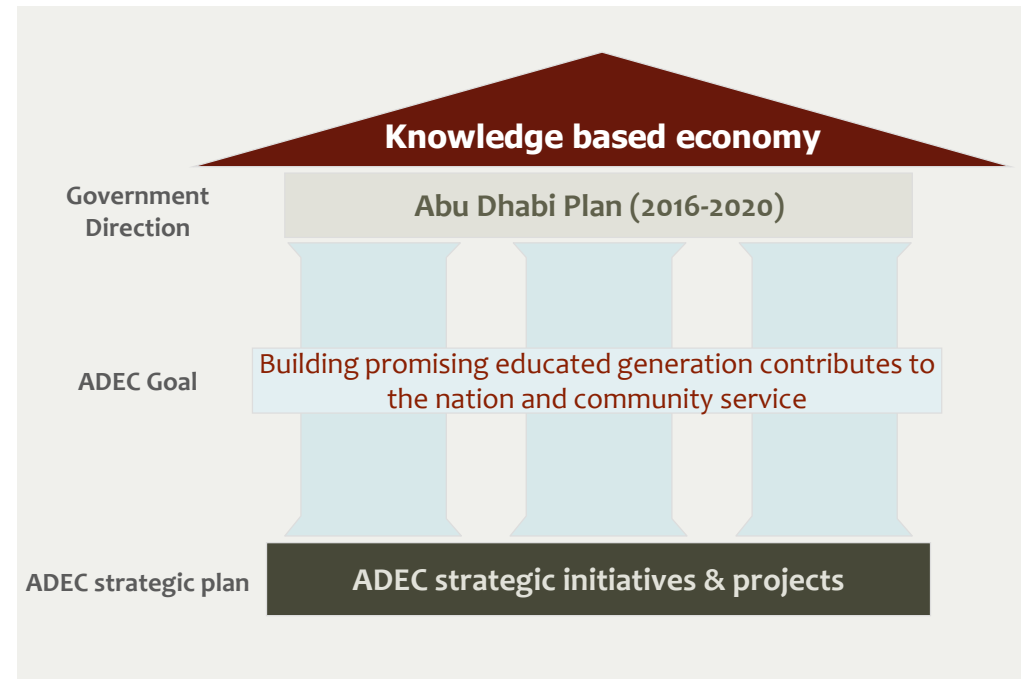 Knowledge based economy
Government
Direction
Abu Dhabi Plan (2016-2020)
ADEC Goal
Building promising educated generation contributes to
the nation and community service
ADEC strategic plan
ADEC strategic initiatives & projects